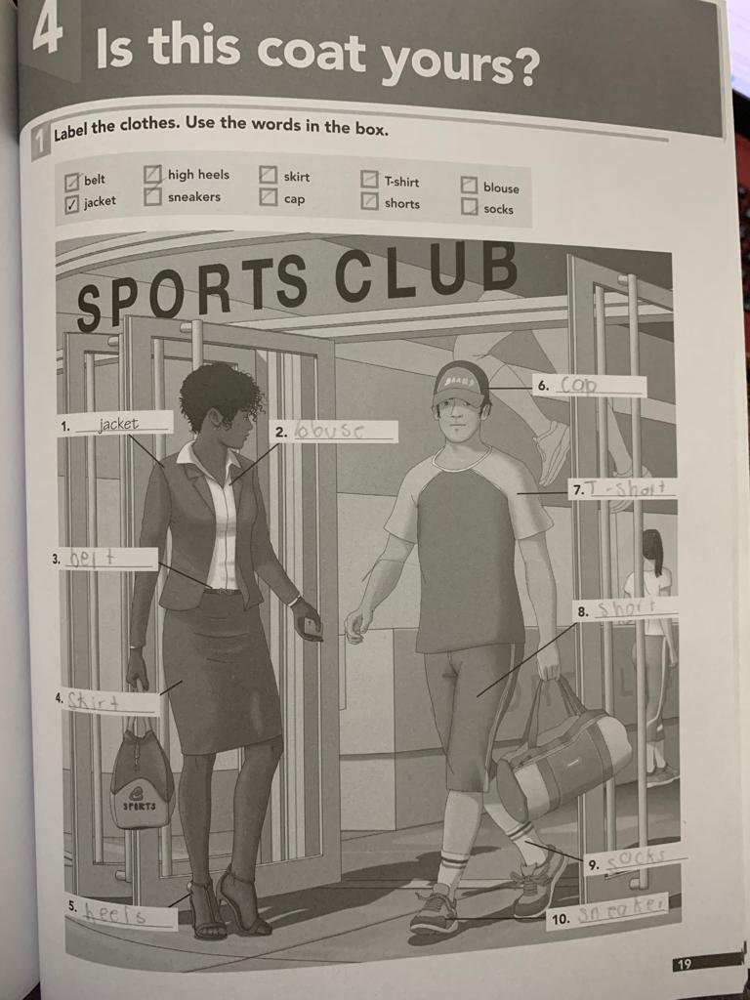 4 Is this coat yours?
1 Label the clothes. Use the words in the box.
belt high heels skirt T-shirt blouse
jacket sneakers cap shorts socks
SPORTS CLUB
6. cap
1. jacket
2. bbuse
7. T-shait
3. belt
8. short
4. skirt
SPORTS
9. socks
5. heels
10. sneaker
19